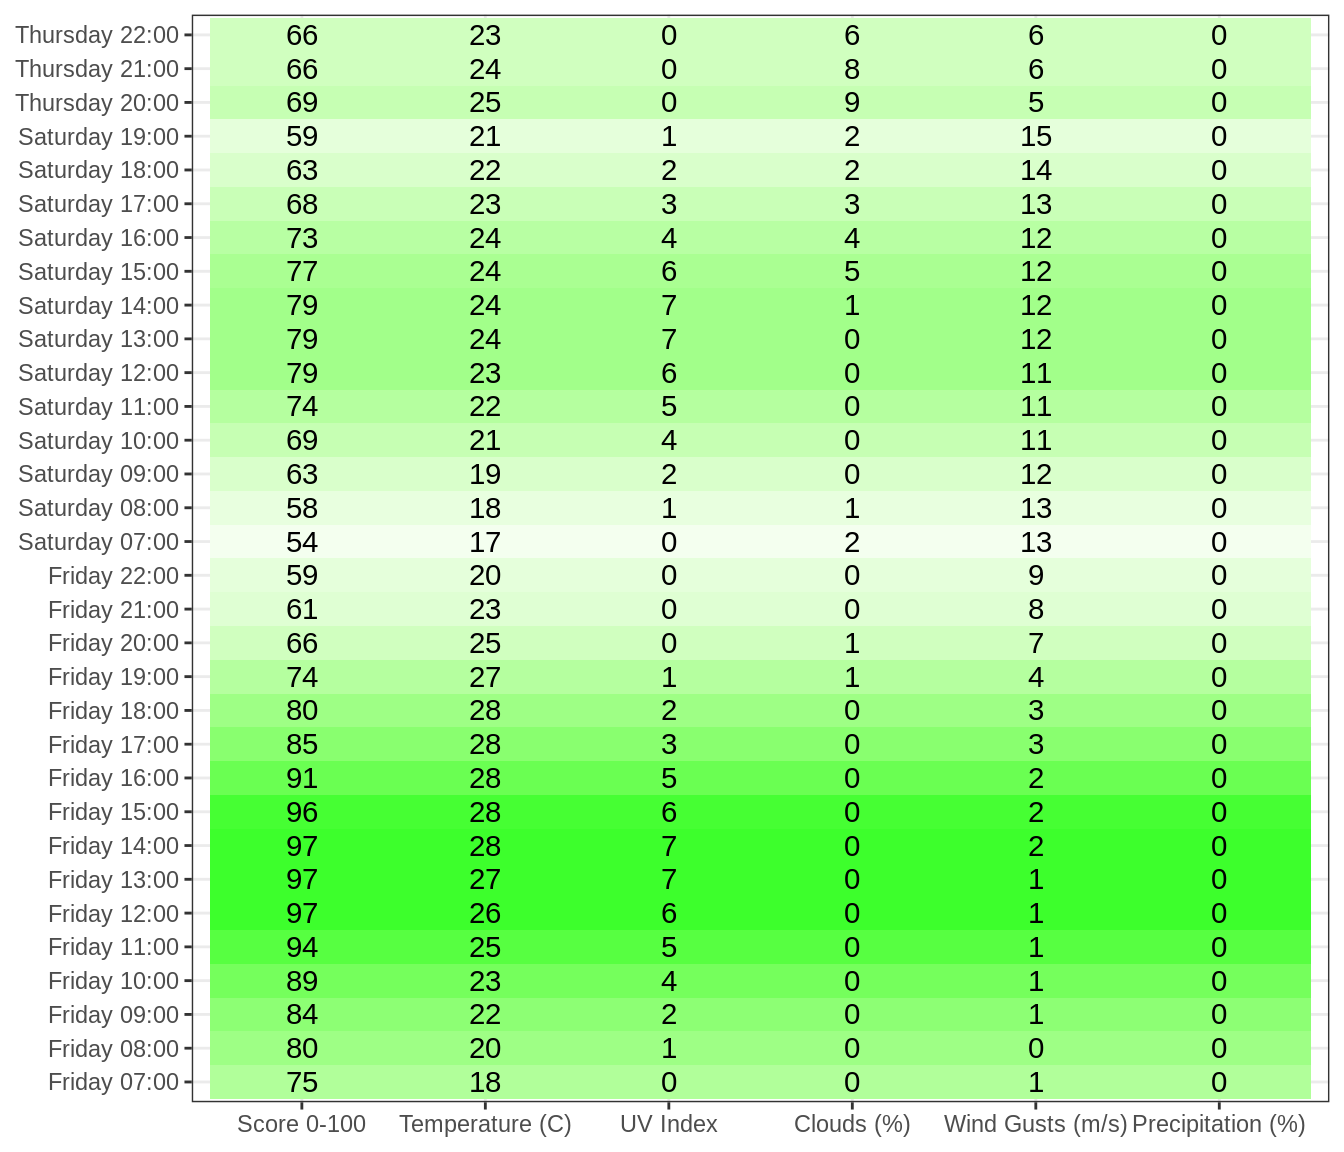 Thursday 22:00 66 23 0 6 6 0
Thursday 21:00 66 24 0 8 6 0
Thursday 20:00 69 25 0 9 5 0
Saturday 19:00 59 21 1 2 15 0
Saturday 18:00 63 22 2 2 14 0
Saturday 17:00 68 23 3 3 13 0
Saturday 16:00 73 24 4 4 12 0
Saturday 15:00 77 24 6 5 12 0
Saturday 14:00 79 24 7 1 12 0
Saturday 13:00 79 24 7 0 12 0
Saturday 12:00 79 23 6 0 11 0
Saturday 11:00 74 22 5 0 11 0
Saturday 10:00 69 21 4 0 11 0
Saturday 09:00 63 19 2 0 12 0
Saturday 08:00 58 18 1 1 13 0
Saturday 07:00 54 17 0 2 13 0
Friday 22:00 59 20 0 0 9 0
Friday 21:00 61 23 0 0 8 0
Friday 20:00 66 25 0 1 7 0
Friday 19:00 74 27 1 1 4 0
Friday 18:00 80 28 2 0 3 0
Friday 17:00 85 28 3 0 3 0
Friday 16:00 91 28 5 0 2 0
Friday 15:00 96 28 6 0 2 0
Friday 14:00 97 28 7 0 2 0
Friday 13:00 97 27 7 0 1 0
Friday 12:00 97 26 6 0 1 0
Friday 11:00 94 25 5 0 1 0
Friday 10:00 89 23 4 0 1 0
Friday 09:00 84 22 2 0 1 0
Friday 08:00 80 20 1 0 0 0
Friday 07:00 75 18 0 0 1 0
Score 0-100 Temperature (C) UV Index Clouds (%) Wind Gusts (m/s) Precipitation (%)